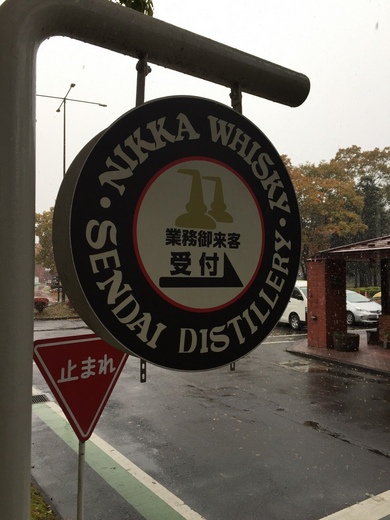 ・NIKKA WHISKY・
SENDAI DISTILLERY
業務御来客
受付
止まれ